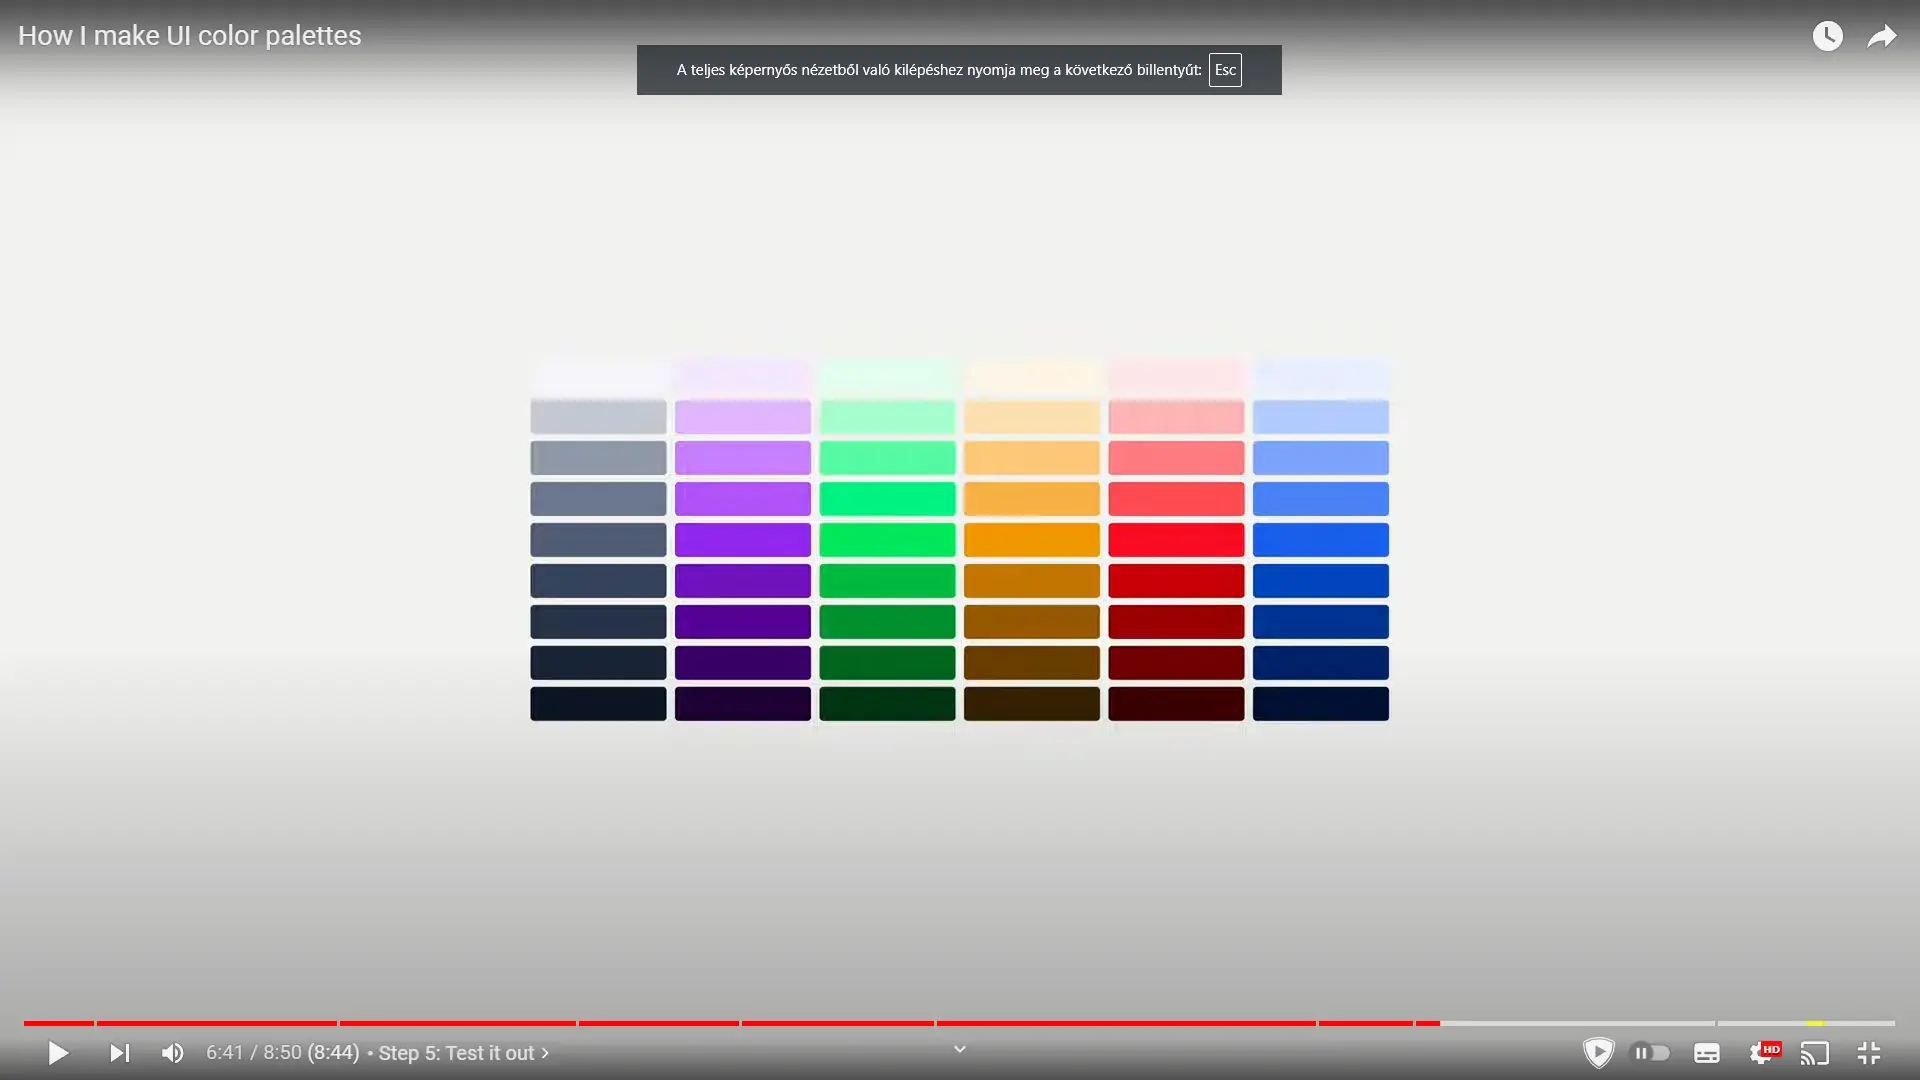 How I make UI color palettes
A teljes képernyős nézetből való kilépéshez nyomja meg a következő billentyűt: Esc
6:41 / 8:50 (8:44) • Step 5: Test it out ›
HD